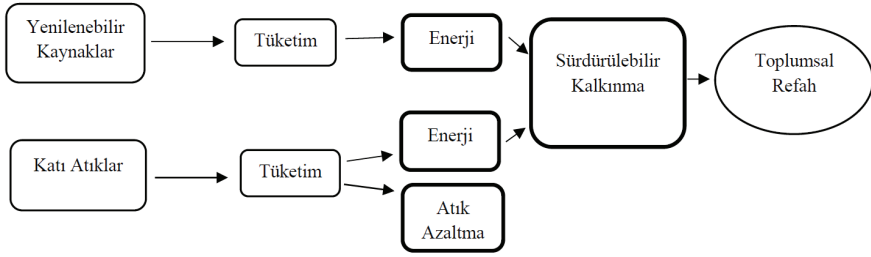 Yenilenebilir
Kaynaklar
Tüketim
Enerji
Sürdürülebilir
Kalkınma
Toplumsal
Refah
Katı Atıklar
Tüketim
Enerji
Atık
Azaltma